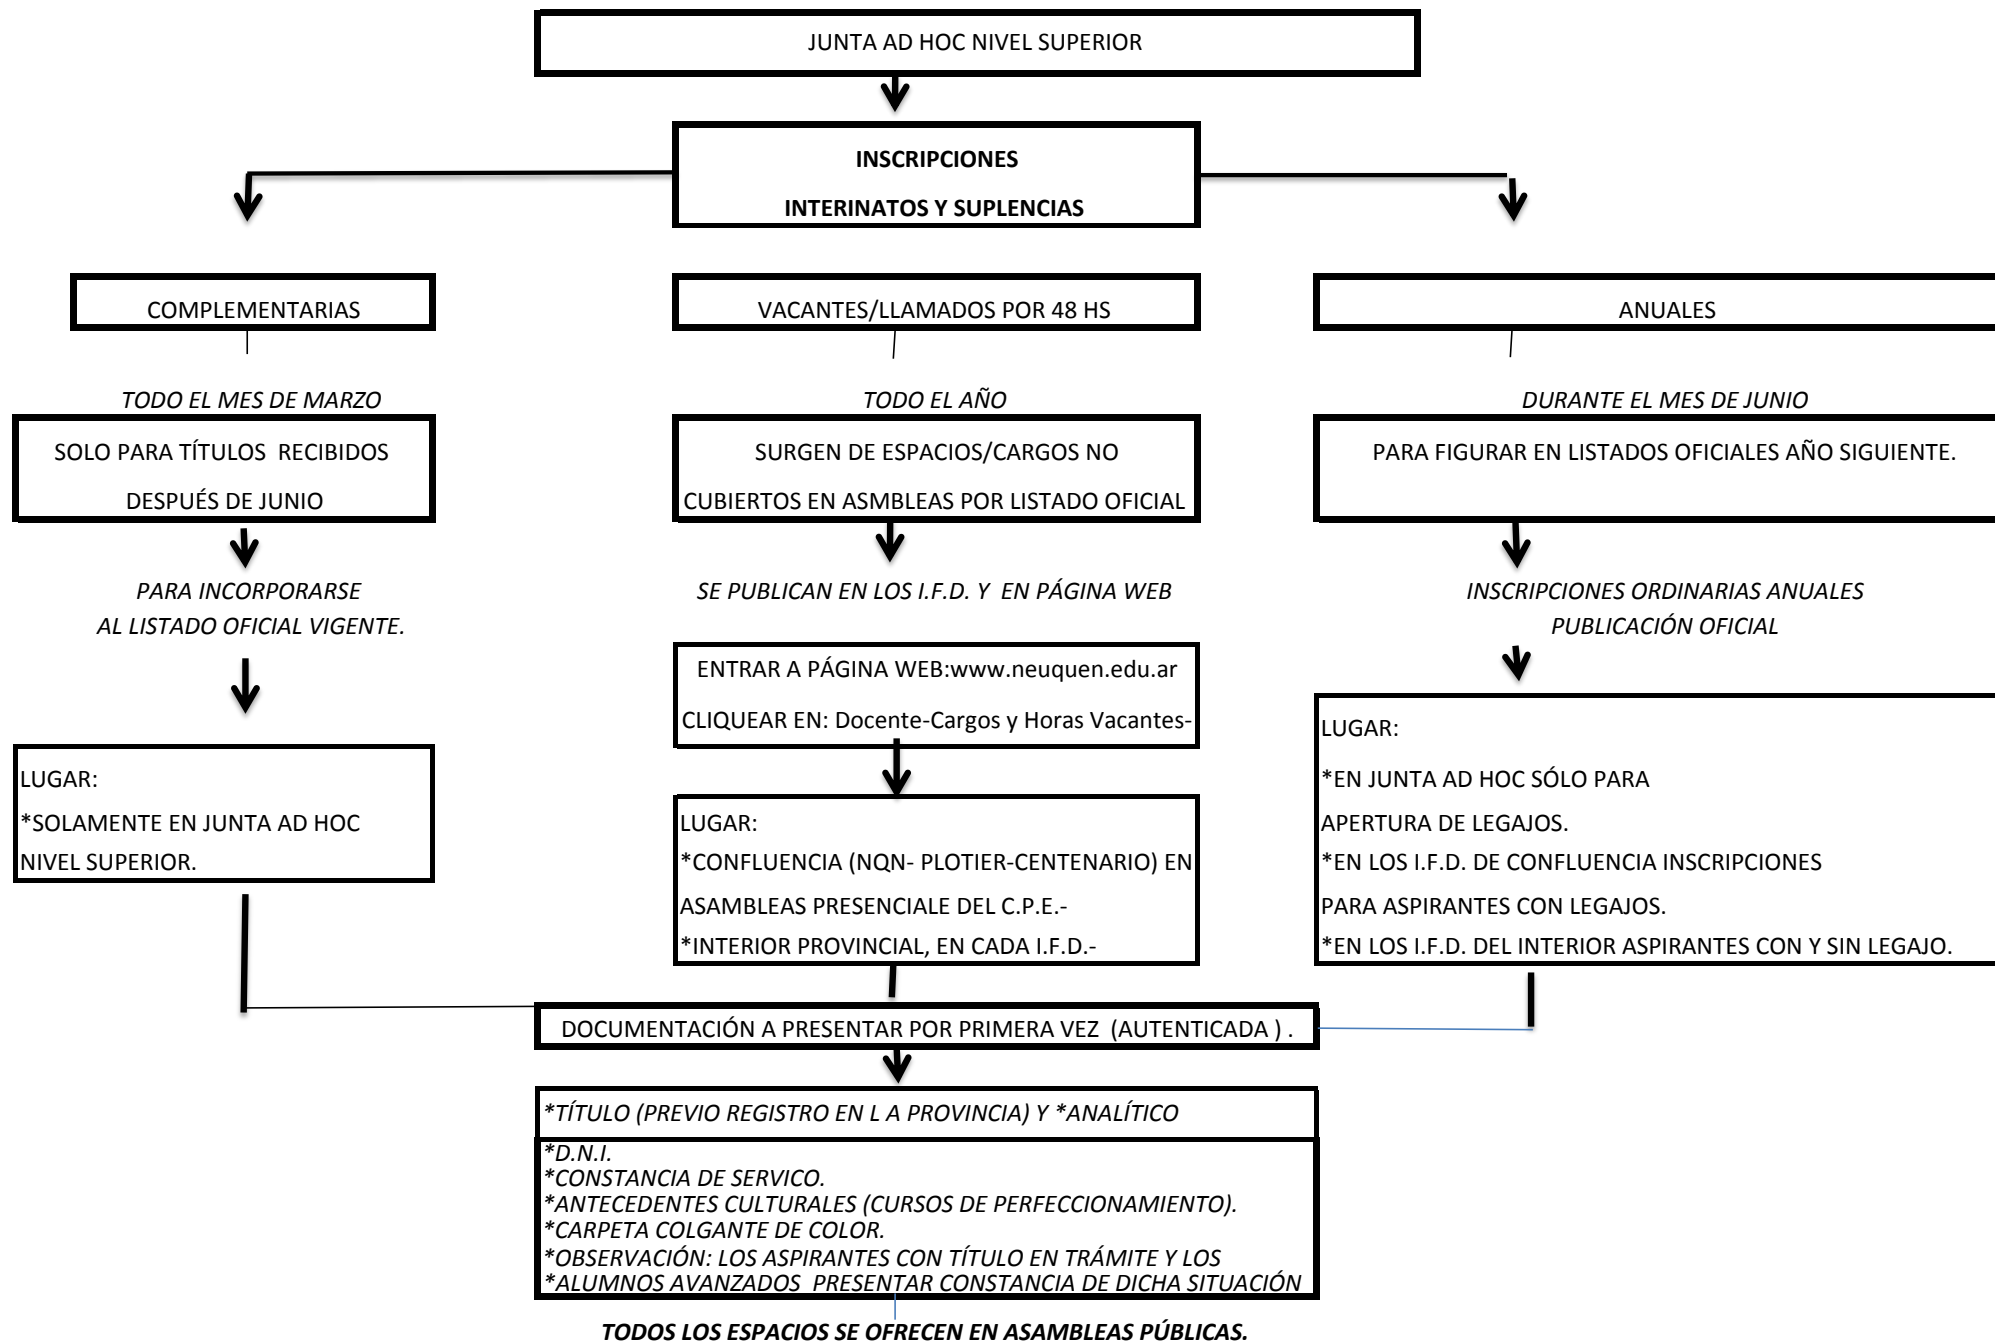 JUNTA AD HOC NIVEL SUPERIOR
INSCRIPCIONES
INTERINATOS Y SUPLENCIAS
COMPLEMENTARIAS
TODO EL MES DE MARZO
SOLO PARA TÍTULOS RECIBIDOS
DESPUÉS DE JUNIO
PARA INCORPORARSE
AL LISTADO OFICIAL VIGENTE.
LUGAR:
*SOLAMENTE EN JUNTA AD HOC
NIVEL SUPERIOR.
VACANTES/LLAMADOS POR 48 HS
TODO EL AÑO
SURGEN DE ESPACIOS/CARGOS NO
CUBIERTOS EN ASMBLEAS POR LISTADO OFICIAL
SE PUBLICAN EN LOS I.F.D. Y EN PÁGINA WEB
ENTRAR A PÁGINA WEB:www.neuquen.edu.ar
CLIQUEAR EN: Docente-Cargos y Horas Vacantes-
LUGAR:
*CONFLUENCIA (NQN- PLOTIER-CENTENARIO) EN
ASAMBLEAS PRESENCIALE DEL C.P.E.-
*INTERIOR PROVINCIAL, EN CADA I.F.D.-
ANUALES
DURANTE EL MES DE JUNIO
PARA FIGURAR EN LISTADOS OFICIALES AÑO SIGUIENTE.
INSCRIPCIONES ORDINARIAS ANUALES
PUBLICACIÓN OFICIAL
LUGAR:
*EN JUNTA AD HOC SÓLO PARA
APERTURA DE LEGAJOS.
*EN LOS I.F.D. DE CONFLUENCIA INSCRIPCIONES
PARA ASPIRANTES CON LEGAJOS.
*EN LOS I.F.D. DEL INTERIOR ASPIRANTES CON Y SIN LEGAJO.
DOCUMENTACIÓN A PRESENTAR POR PRIMERA VEZ (AUTENTICADA ) .
*TÍTULO (PREVIO REGISTRO EN L A PROVINCIA) Y *ANALÍTICO
*D.N.I.
*CONSTANCIA DE SERVICO.
*ANTECEDENTES CULTURALES (CURSOS DE PERFECCIONAMIENTO).
*CARPETA COLGANTE DE COLOR.
*OBSERVACIÓN: LOS ASPIRANTES CON TÍTULO EN TRÁMITE Y LOS
*ALUMNOS AVANZADOS PRESENTAR CONSTANCIA DE DICHA SITUACIÓN
TODOS LOS ESPACIOS SE OFRECEN EN ASAMBLEAS PÚBLICAS.